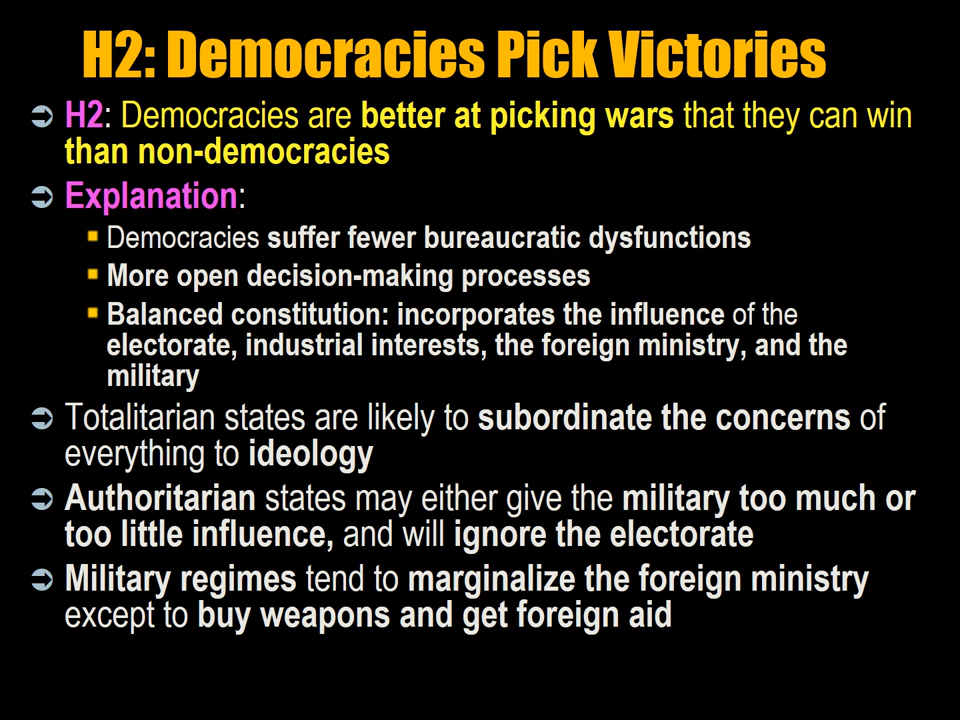 H2: Democracies Pick Victories
H2: Democracies are better at picking wars that they can win
than non-democracies
Explanation:
Democracies suffer fewer bureaucratic dysfunctions
More open decision-making processes
Balanced constitution: incorporates the influence of the
electorate, industrial interests, the foreign ministry, and the
military
Totalitarian states are likely to subordinate the concerns of
everything to ideology
Authoritarian states may either give the military too much or
too little influence, and will ignore the electorate
Military regimes tend to marginalize the foreign ministry
except to buy weapons and get foreign aid